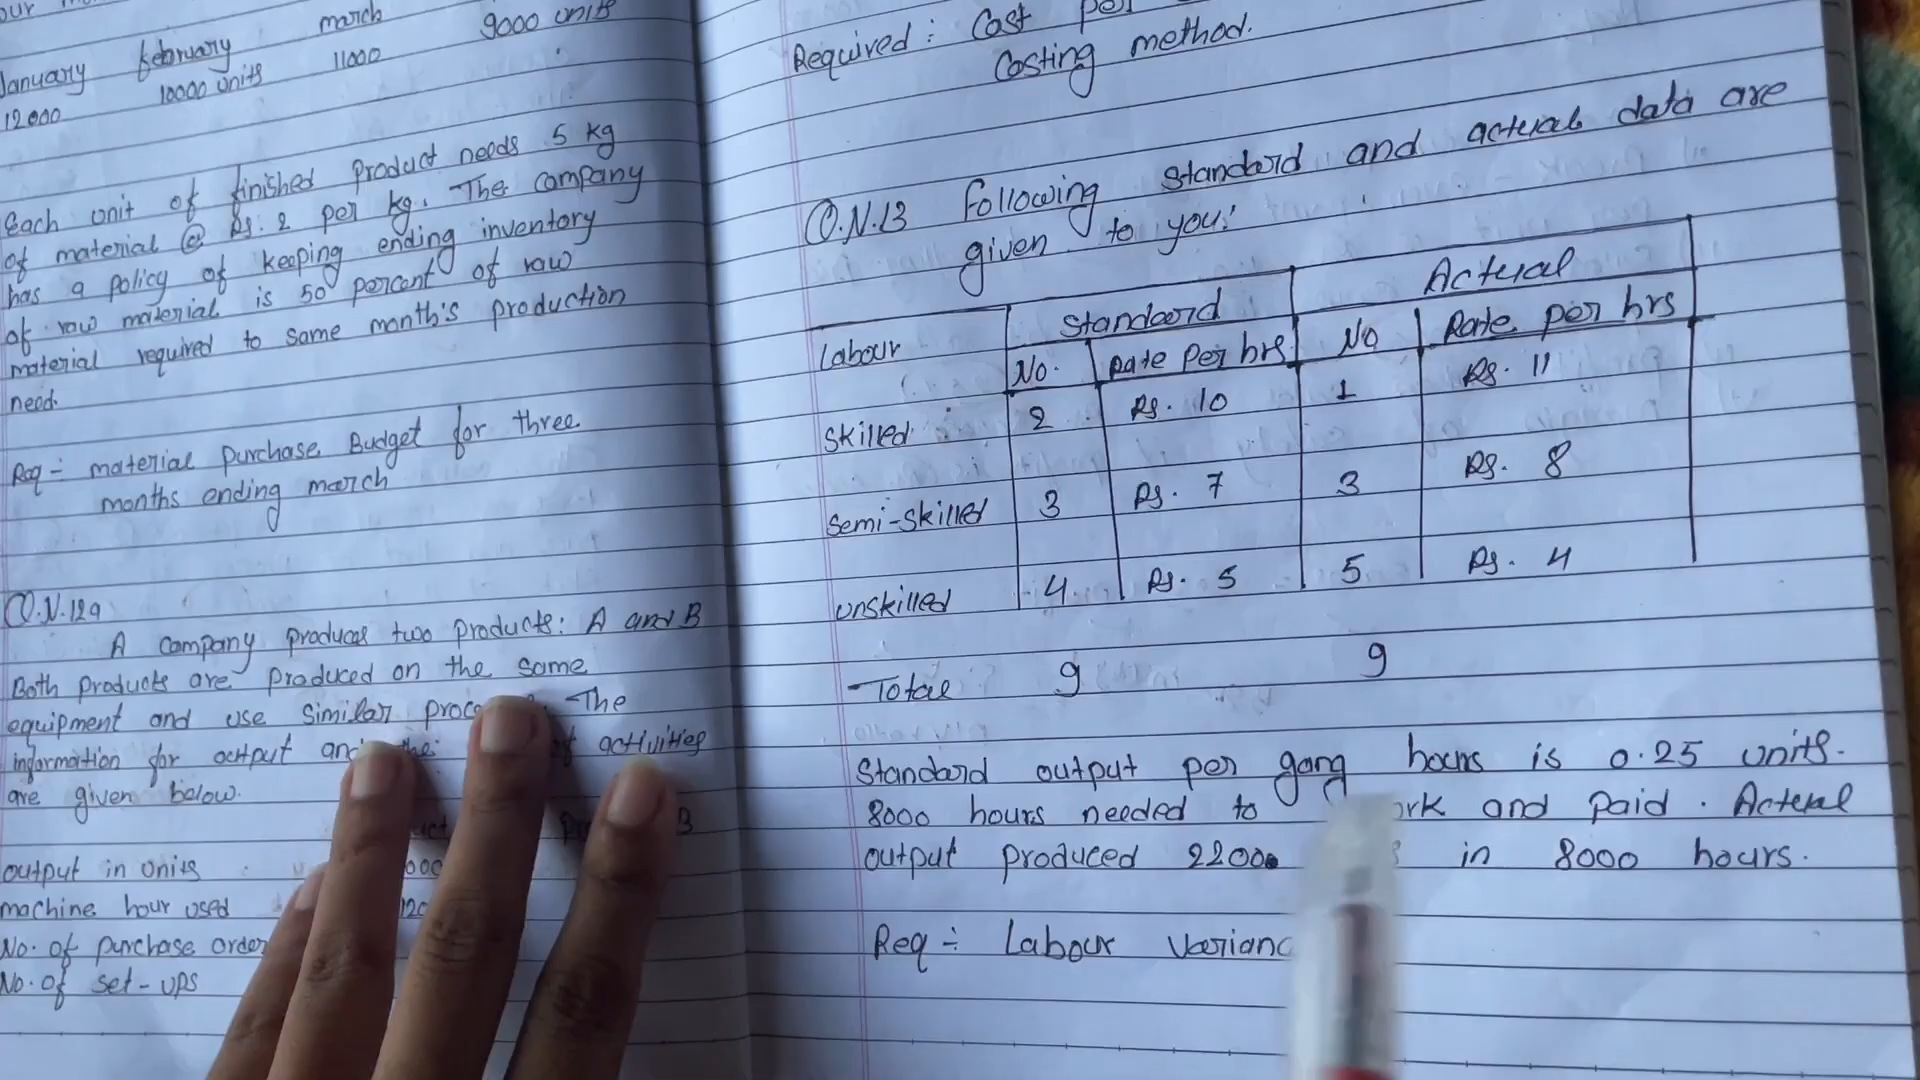 January february march
12000 10000 units 11000 9000 units
Each unit of finished product needs 5 kg
of material @ Rs. 2 per kg. The company
has a policy of keeping ending inventory
of raw material is 50 percent of raw
material required to same month's production
need.
Req ÷ material purchase Budget for three
months ending march
Q.N.12a
A company produces two products: A and B
Both products are produced on the same
equipment and use similar The
information for output and of activities
are given below.
B
output in units
machine hour used
No. of purchase order
No. of set-ups
Required : Cost
Costing method.
Q.N.13 Following standard and actual data are
given to you:
Labour Standard Actual
No. Rate per hrs No Rate per hrs
Skilled 2 Rs. 10 1 Rs. 11
Semi-skilled 3 Rs. 7 3 Rs. 8
unskilled 4 Rs. 5 5 Rs. 4
Total 9 9
Standard output per gang hours is 0.25 units.
8000 hours needed to and paid. Actual
output produced 2200 in 8000 hours.
Req ÷ Labour